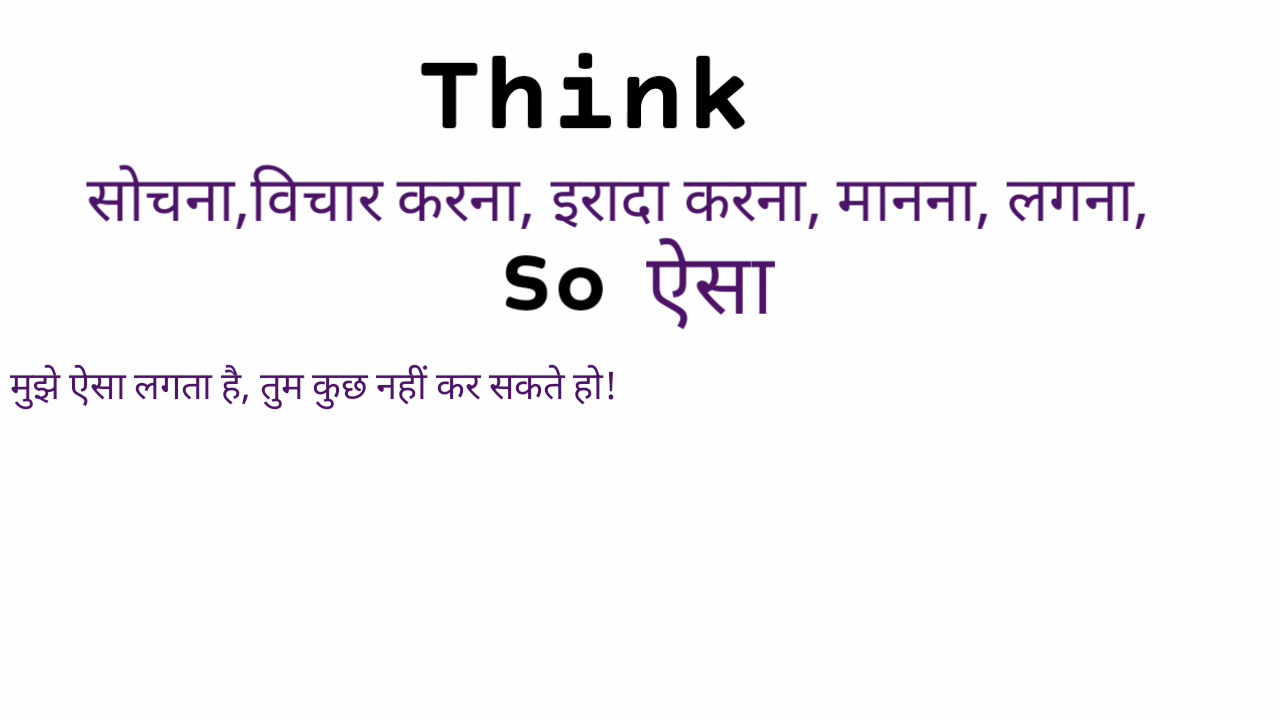 Think
सोचना,विचार करना, इरादा करना, मानना, लगना,
So ऐसा
मुझे ऐसा लगता है, तुम कुछ नहीं कर सकते हो!